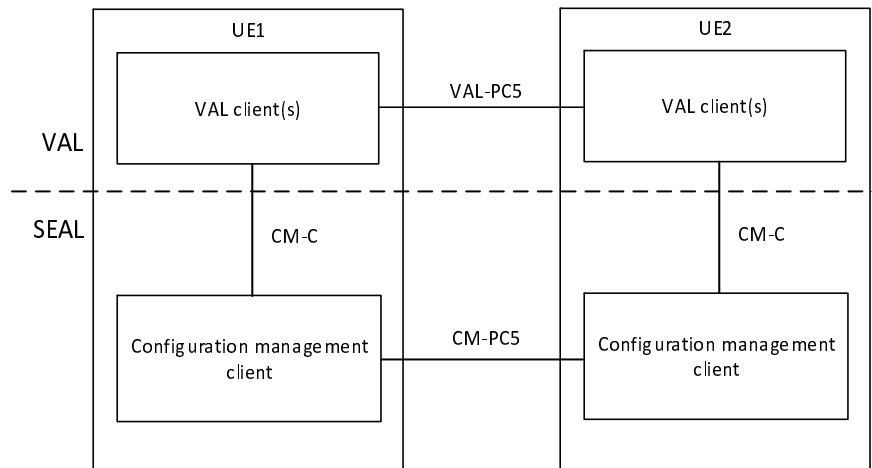 UE1
UE2
VAL client(s)
VAL-PC5
VAL client(s)
VAL
SEAL
CM-C
CM-C
Configuration management
client
CM-PC5
Configuration management
client